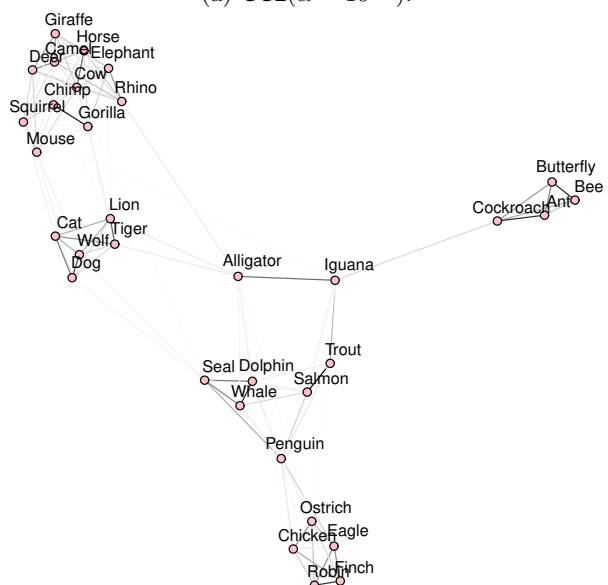 Giraffe
Horse
Camel
Deer
Elephant
Cow
Rhino
Chimp
Squirrel
Gorilla
Mouse
Lion
Cat
Tiger
Wolf
Dog
Butterfly
Bee
Cockroach
Ant
Alligator
Iguana
Trout
Seal
Dolphin
Salmon
Whale
Penguin
Ostrich
Chicken
Eagle
Robin
Finch